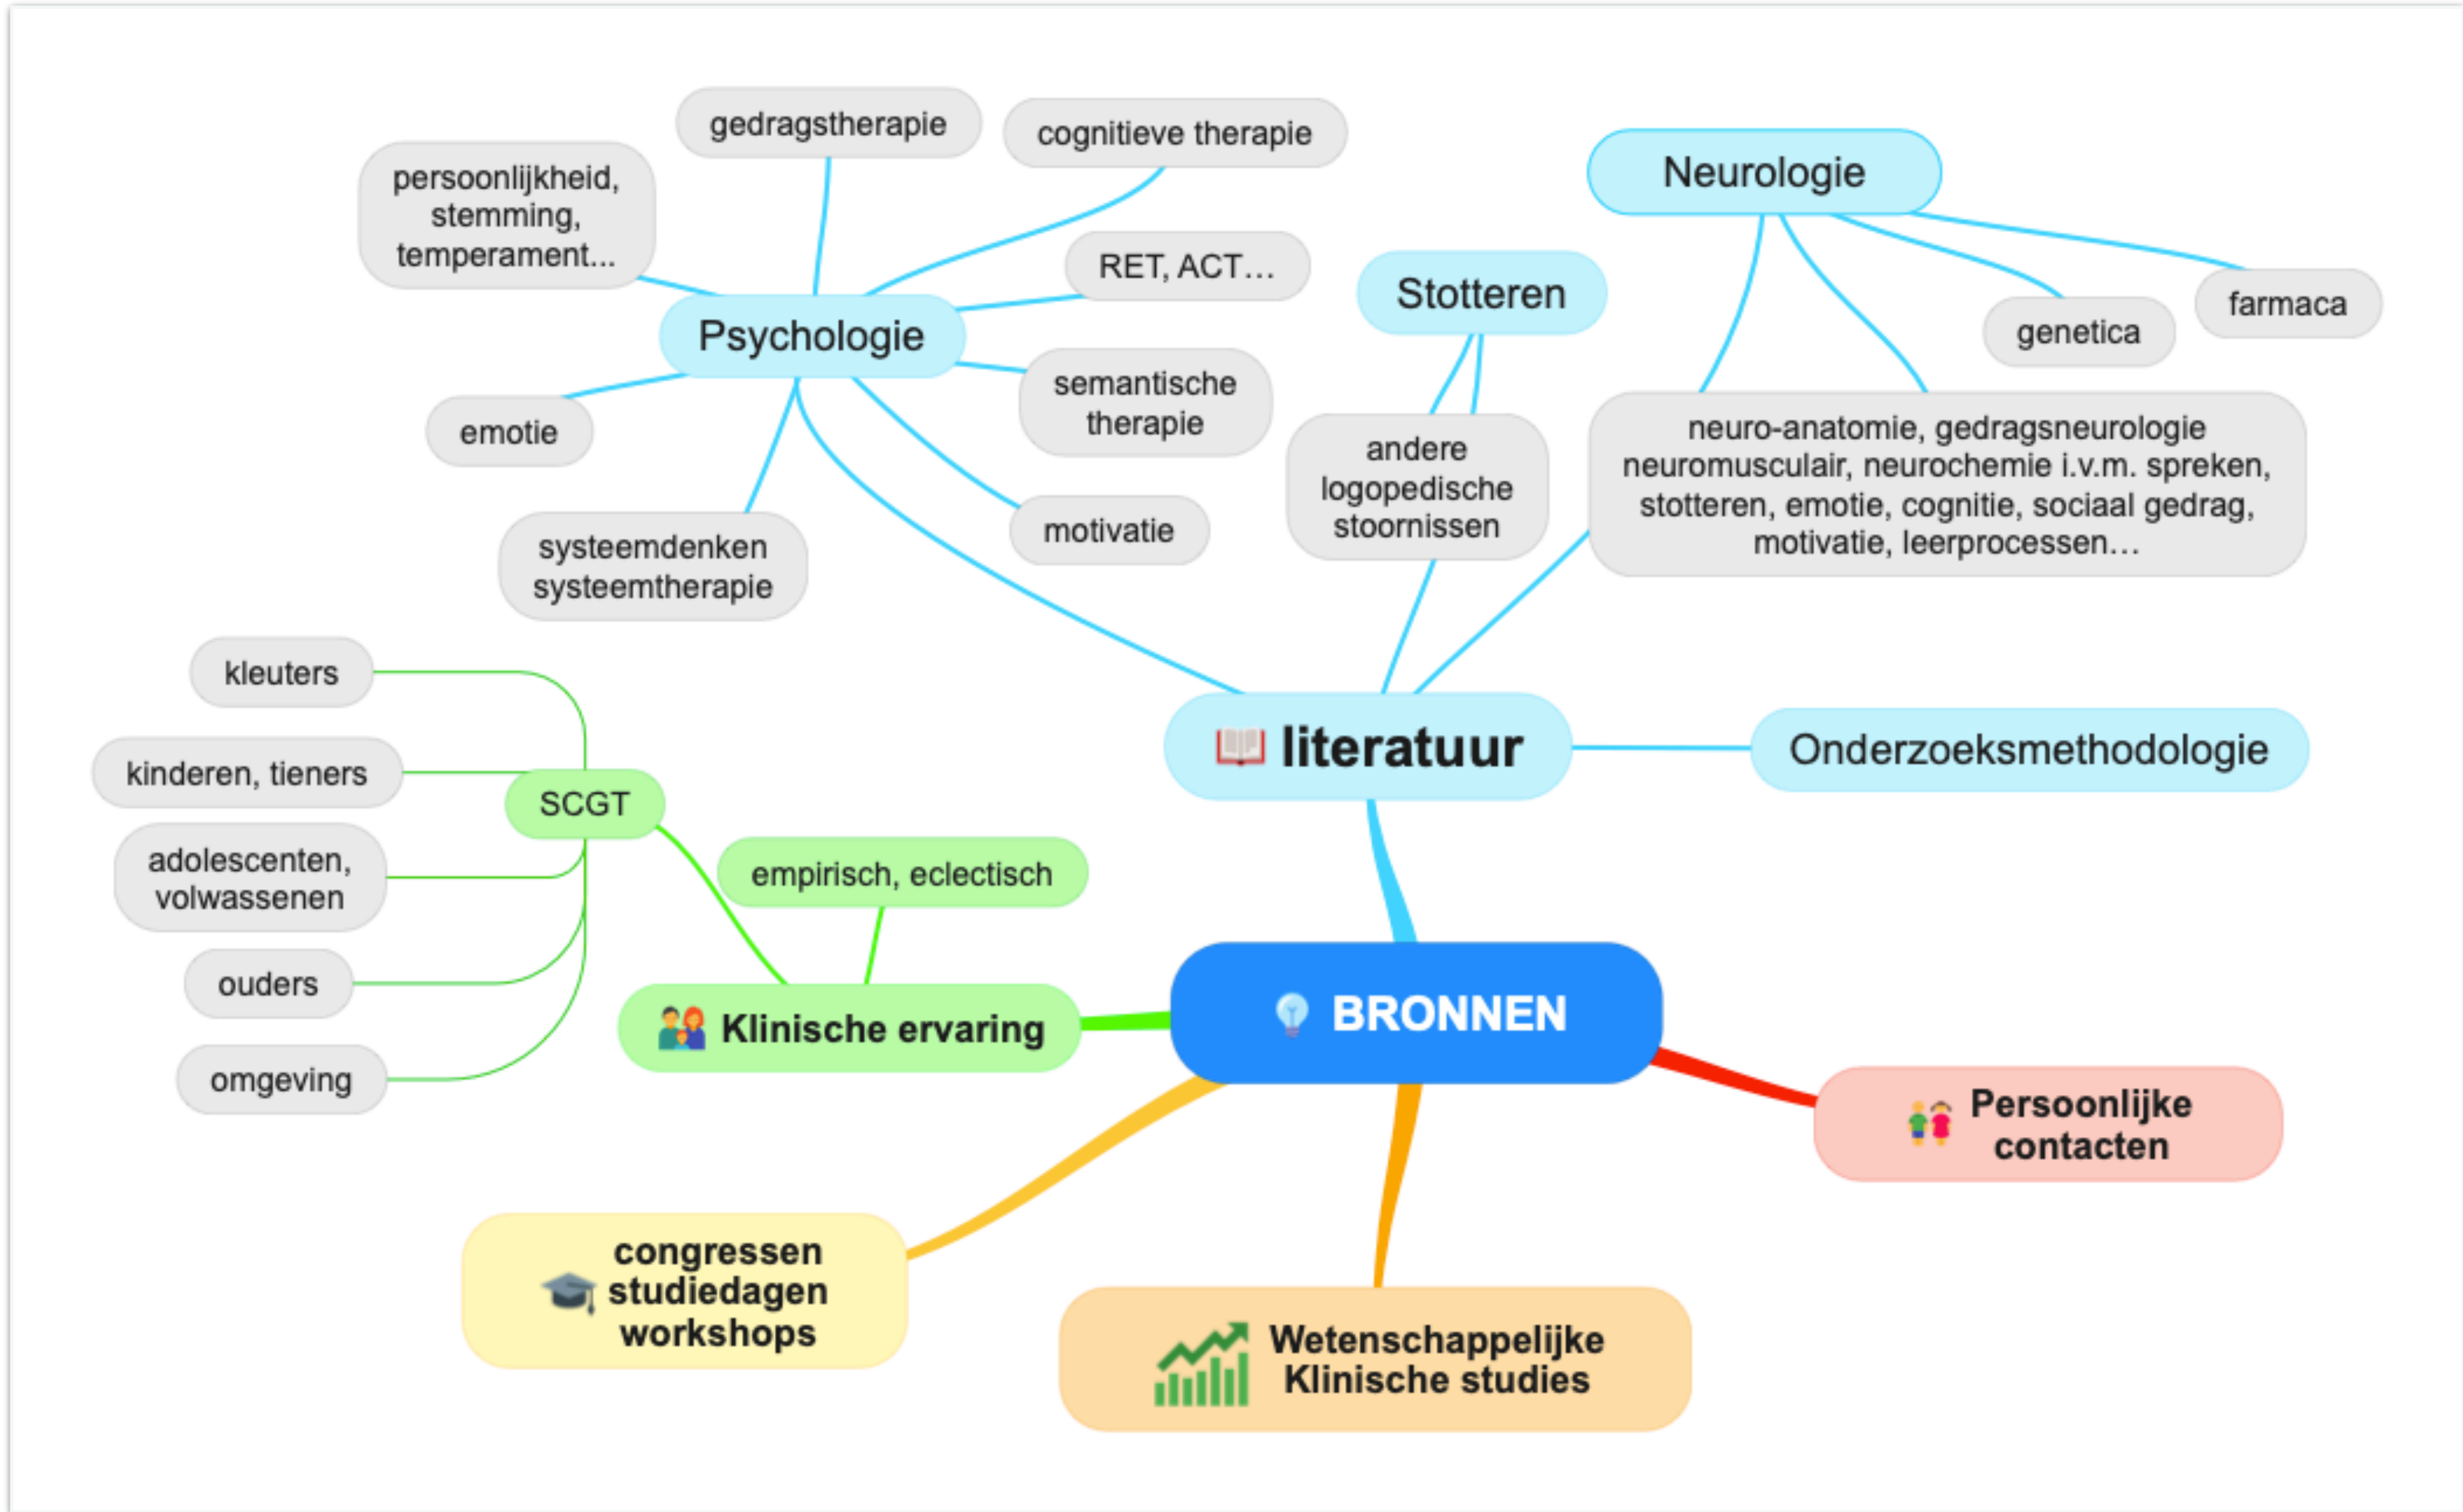 gedragstherapie
cognitieve therapie
persoonlijkheid,
stemming,
temperament...
RET, ACT…
Psychologie
semantische
therapie
emotie
motivatie
systeemdenken
systeemtherapie
Stotteren
andere
logopedische
stoornissen
Neurologie
genetica
farmaca
neuro-anatomie, gedragsneurologie
neuromusculair, neurochemie i.v.m. spreken,
stotteren, emotie, cognitie, sociaal gedrag,
motivatie, leerprocessen…
literatuur
Onderzoeksmethodologie
kleuters
kinderen, tieners
SCGT
adolescenten,
volwassenen
ouders
omgeving
empirisch, eclectisch
Klinische ervaring
BRONNEN
Persoonlijke
contacten
congressen
studiedagen
workshops
Wetenschappelijke
Klinische studies